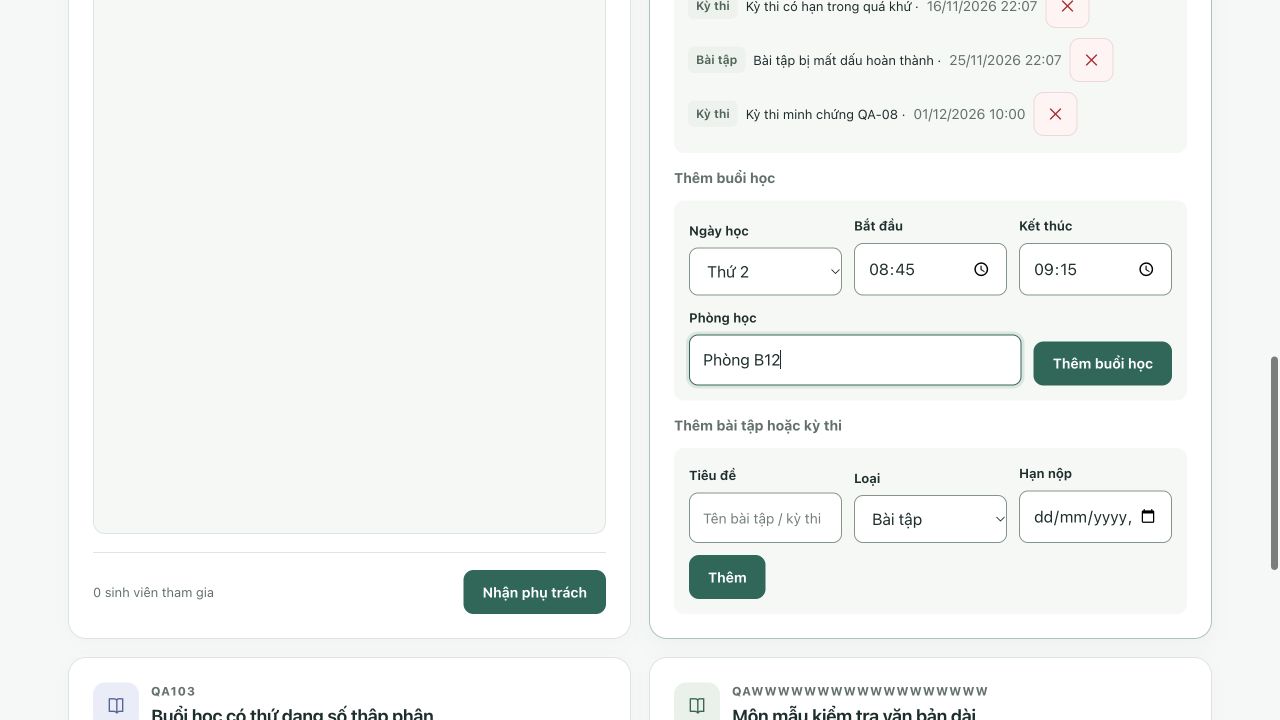 Kỳ thi Kỳ thi có hạn trong quá khứ · 16/11/2026 22:07
Bài tập Bài tập bị mất dấu hoàn thành · 25/11/2026 22:07
Kỳ thi Kỳ thi minh chứng QA-08 · 01/12/2026 10:00
Thêm buổi học
Ngày học Bắt đầu Kết thúc
Thứ 2 08:45 09:15
Phòng học
Phòng B12 Thêm buổi học
Thêm bài tập hoặc kỳ thi
Tiêu đề Loại Hạn nộp
Tên bài tập / kỳ thi Bài tập dd/mm/yyyy,
Thêm
0 sinh viên tham gia Nhận phụ trách
QA103
Buổi học có thứ dạng số thập phân
QAWWWWWWWWWWWWWWWWWW
Môn mẫu kiểm tra văn bản dài